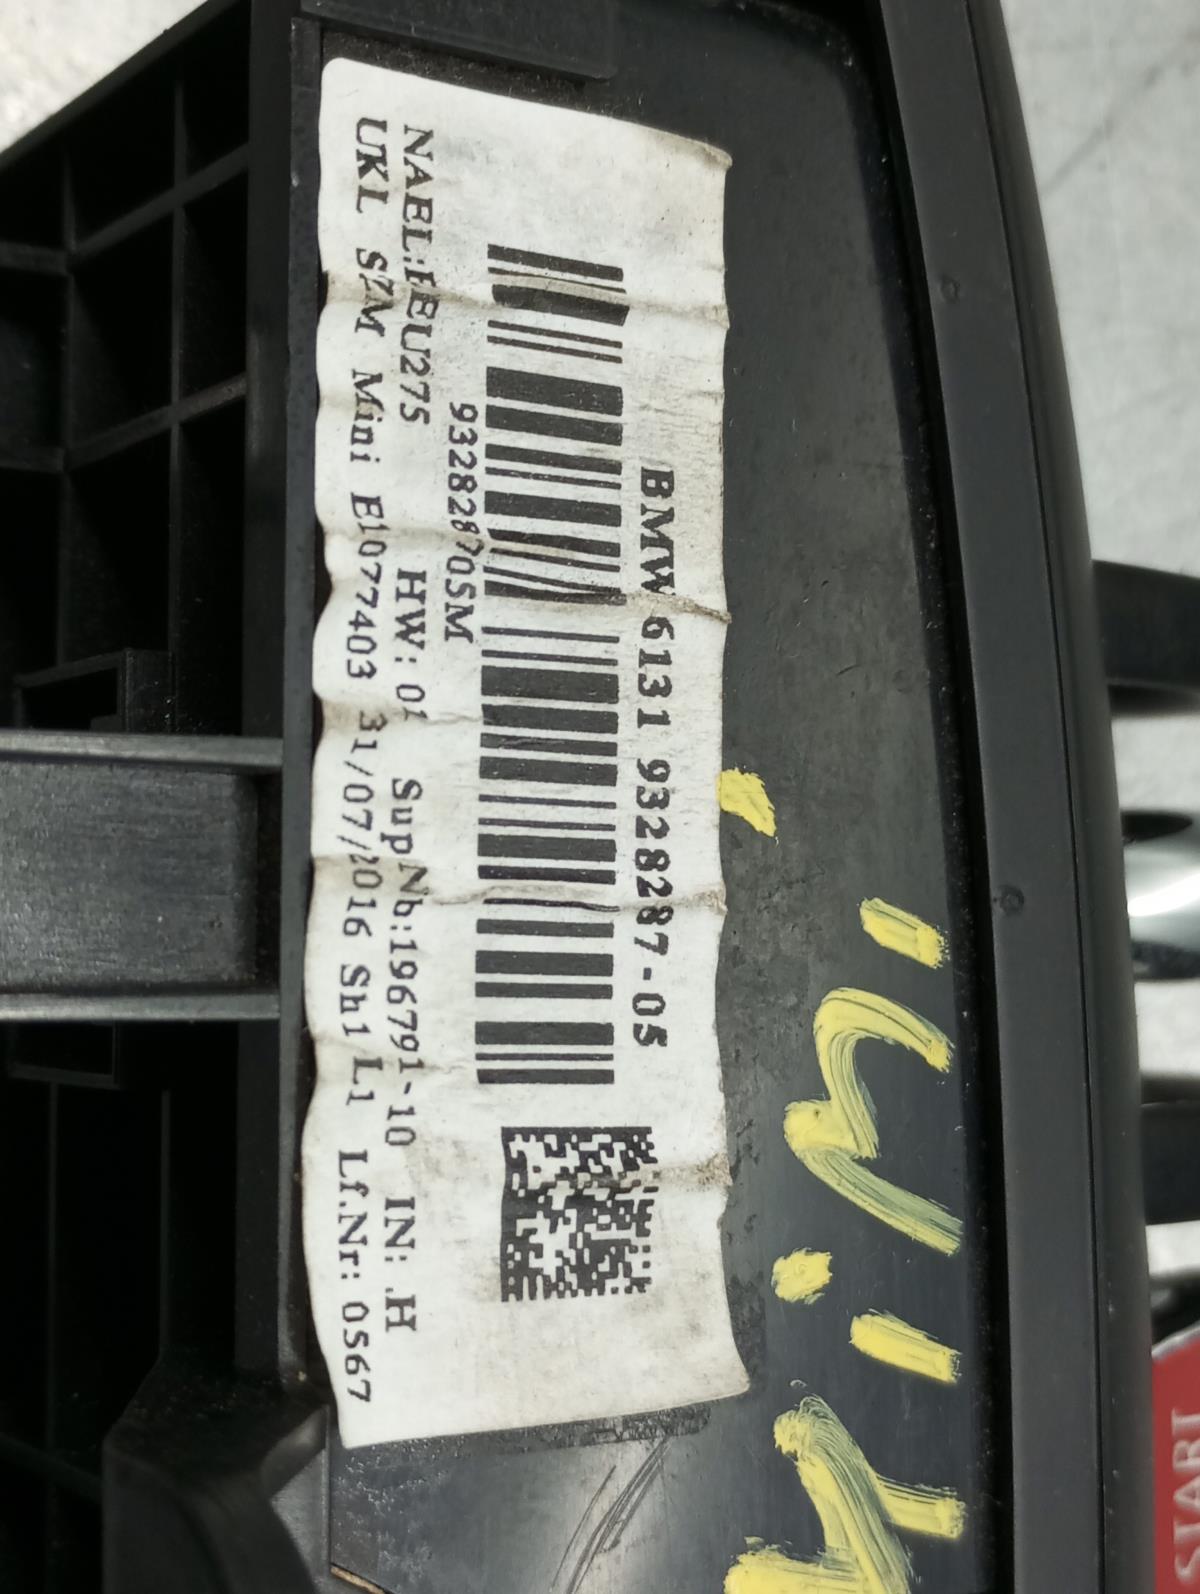 BMW 6131 9328287-05
932828705M
NAEL:EEU275 HW: 01 SupNb:196791-10 IN: .H
UKL SZM Mini E1077403 31/07/2016 Sh1 L1 Lf.Nr: 0567
Mini
START